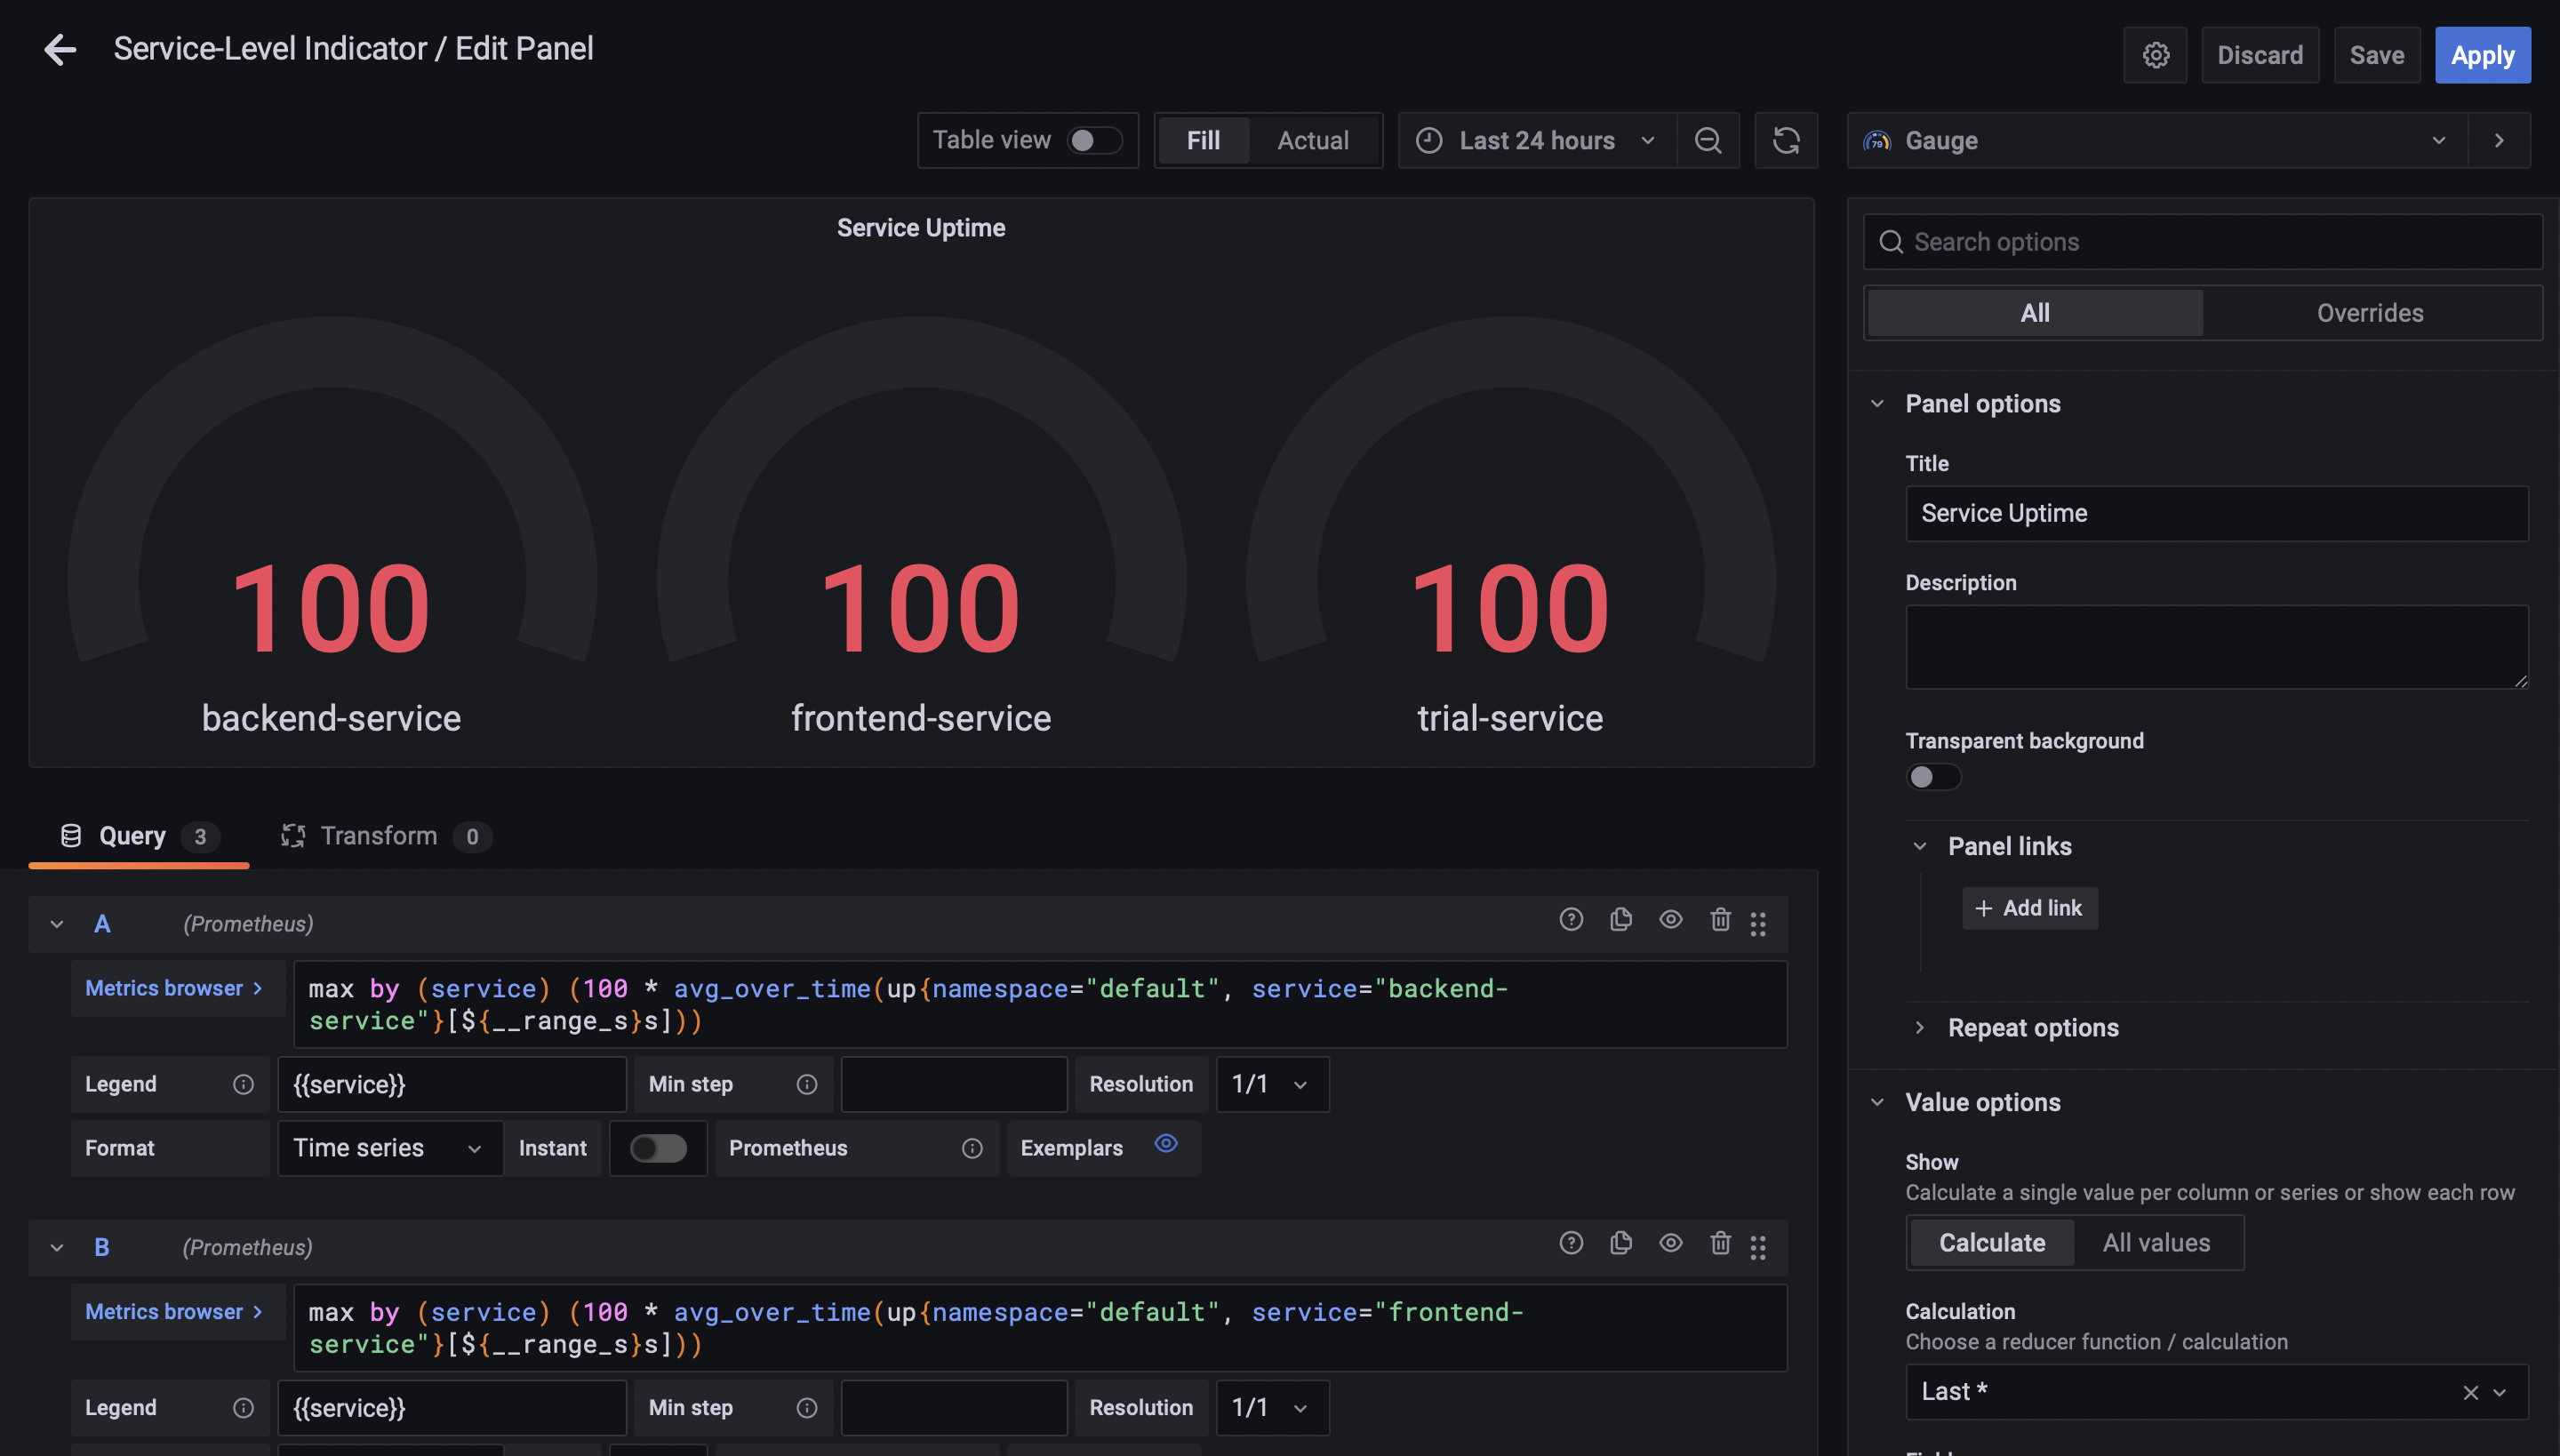 Service-Level Indicator / Edit Panel
Discard
Save
Apply
Table view
Fill
Actual
Last 24 hours
79
Gauge
Service Uptime
100
backend-service
100
frontend-service
100
trial-service
Search options
All
Overrides
Panel options
Title
Service Uptime
Description
Transparent background
Panel links
+ Add link
Repeat options
Value options
Show
Calculate a single value per column or series or show each row
Calculate
All values
Calculation
Choose a reducer function / calculation
Last *
Query 3
Transform 0
A (Prometheus)
Metrics browser >
max by (service) (100 * avg_over_time(up{namespace="default", service="backend-
service"}[${__range_s}s]))
Legend
{{service}}
Min step
Resolution
1/1
Format
Time series
Instant
Prometheus
Exemplars
B (Prometheus)
Metrics browser >
max by (service) (100 * avg_over_time(up{namespace="default", service="frontend-
service"}[${__range_s}s]))
Legend
{{service}}
Min step
Resolution
1/1